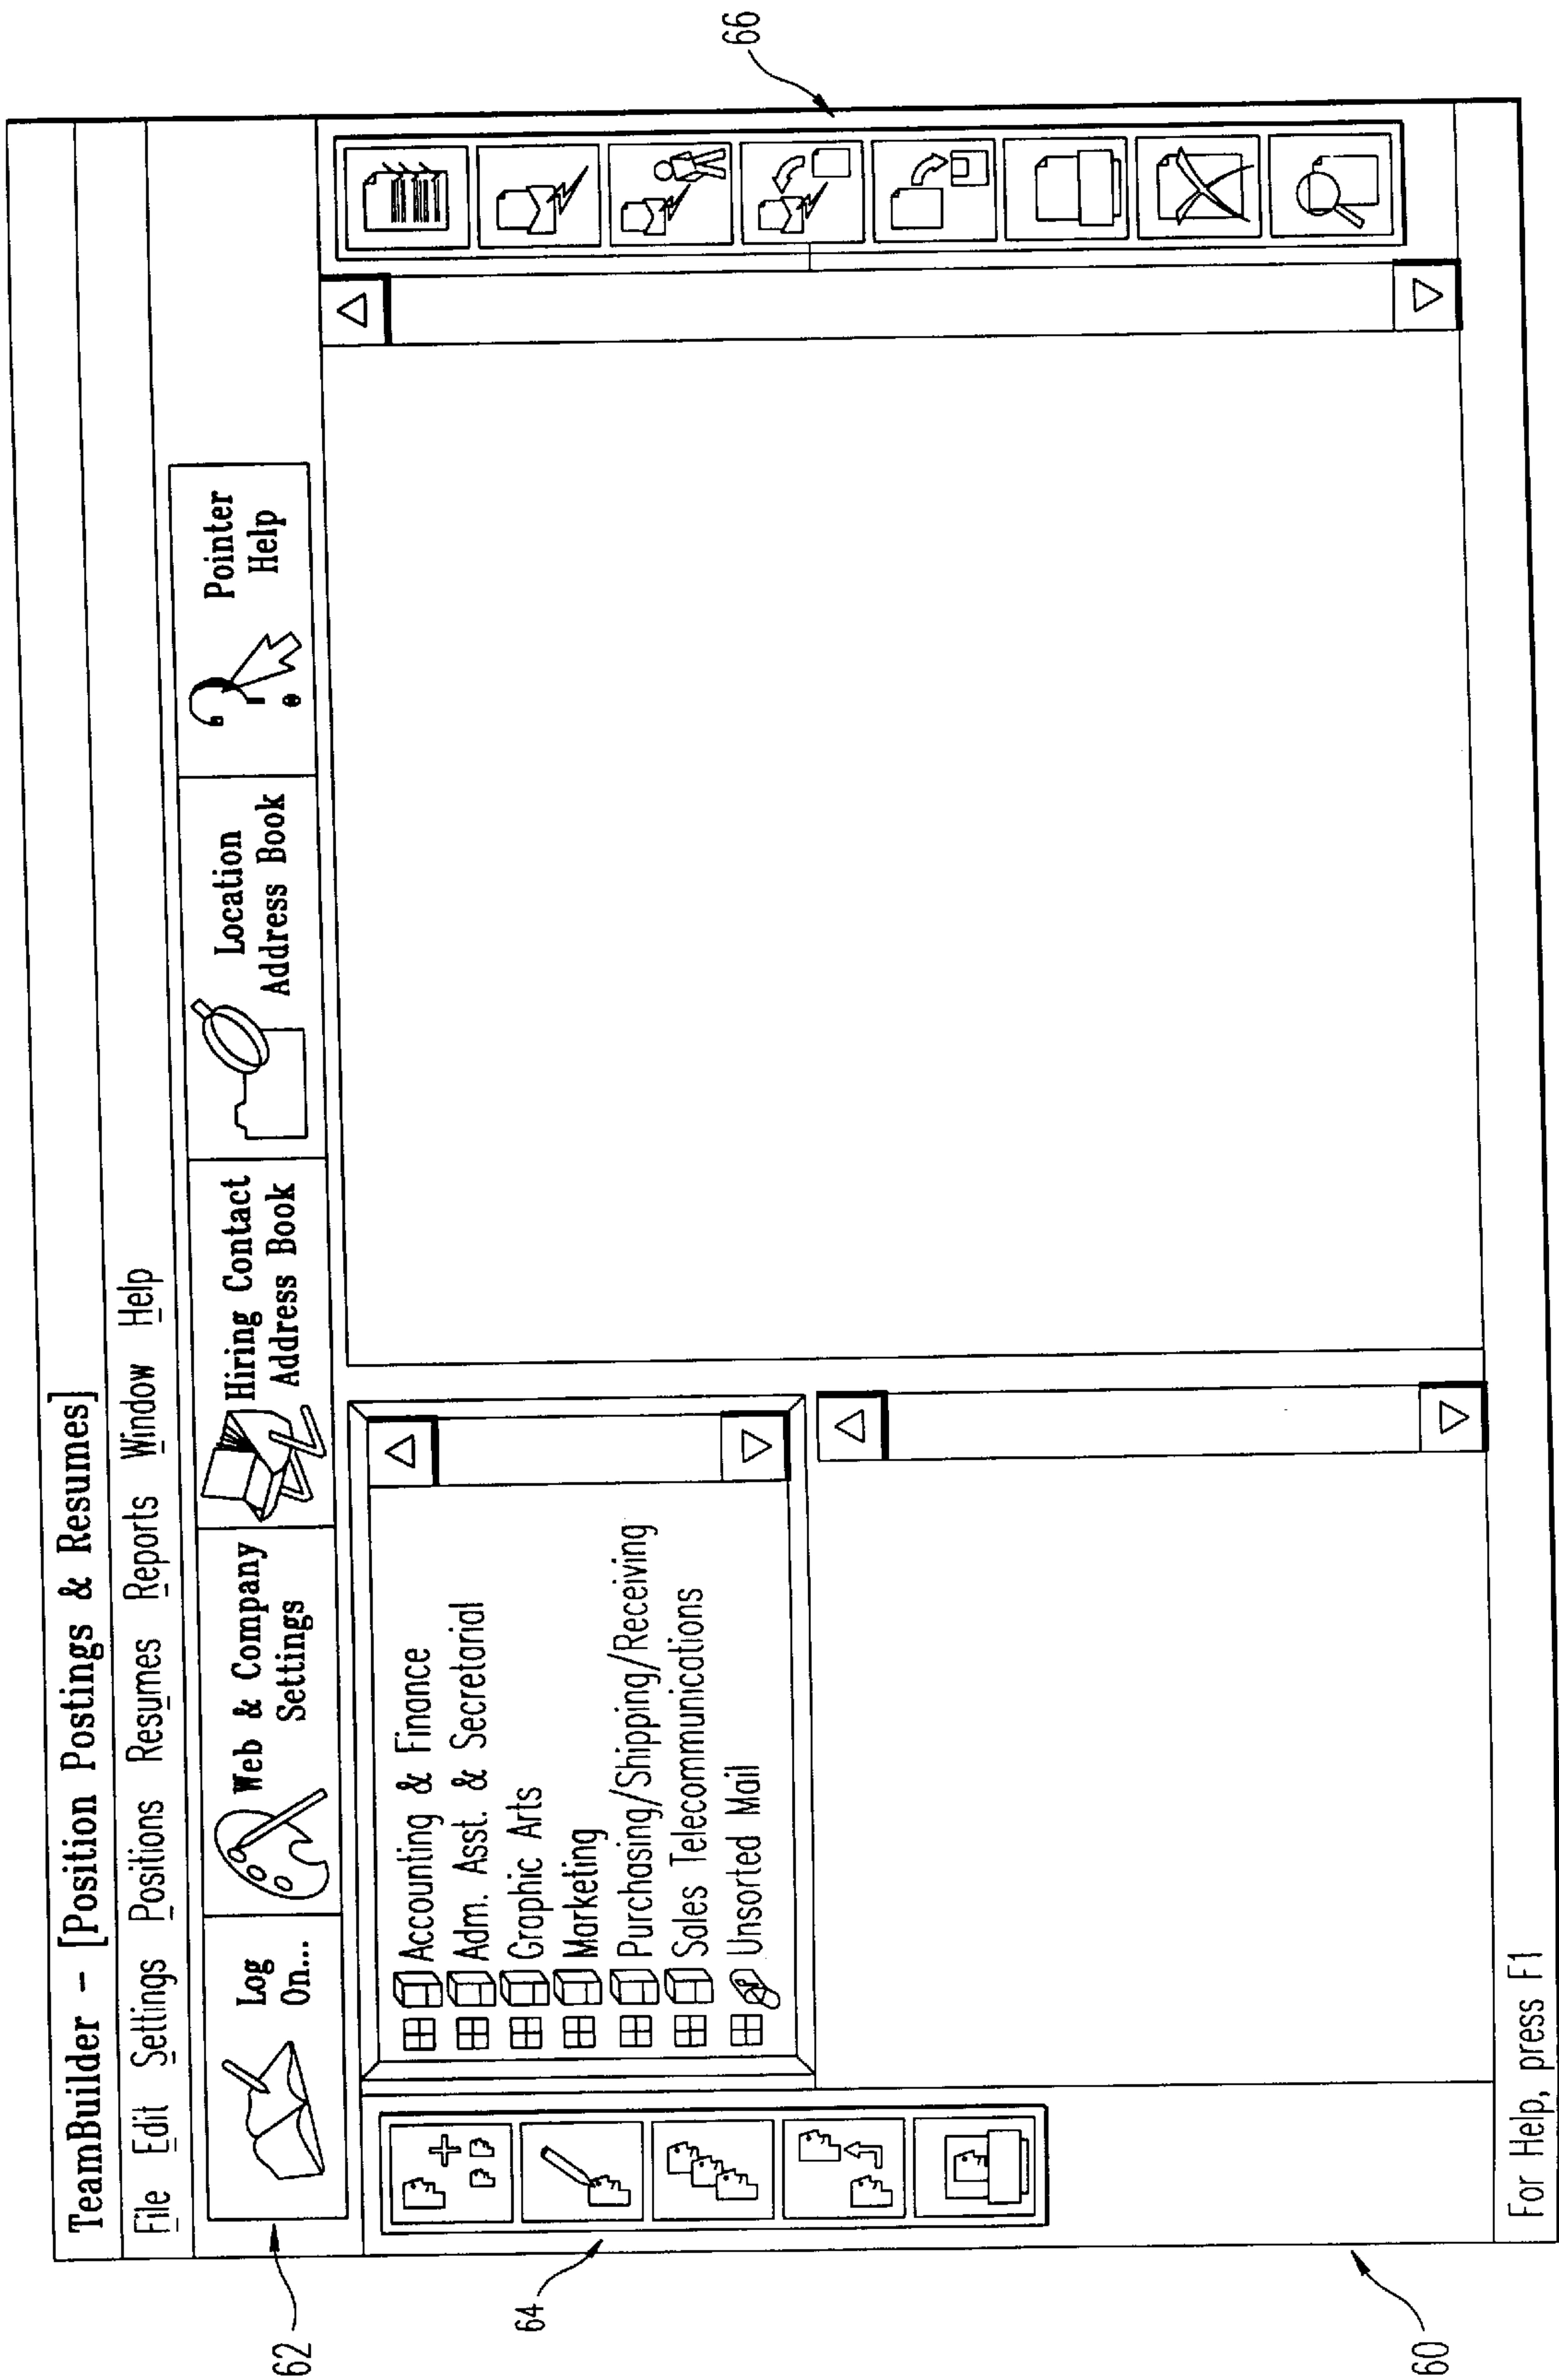 TeamBuilder – [Position Postings & Resumes]
File Edit Settings Positions Resumes Reports Window Help
Log
On...
Web & Company
Settings
Hiring Contact
Address Book
Location
Address Book
Pointer
Help
Accounting & Finance
Adm. Asst. & Secretarial
Graphic Arts
Marketing
Purchasing/Shipping/Receiving
Sales Telecommunications
Unsorted Mail
For Help, press F1
62
64
60
66